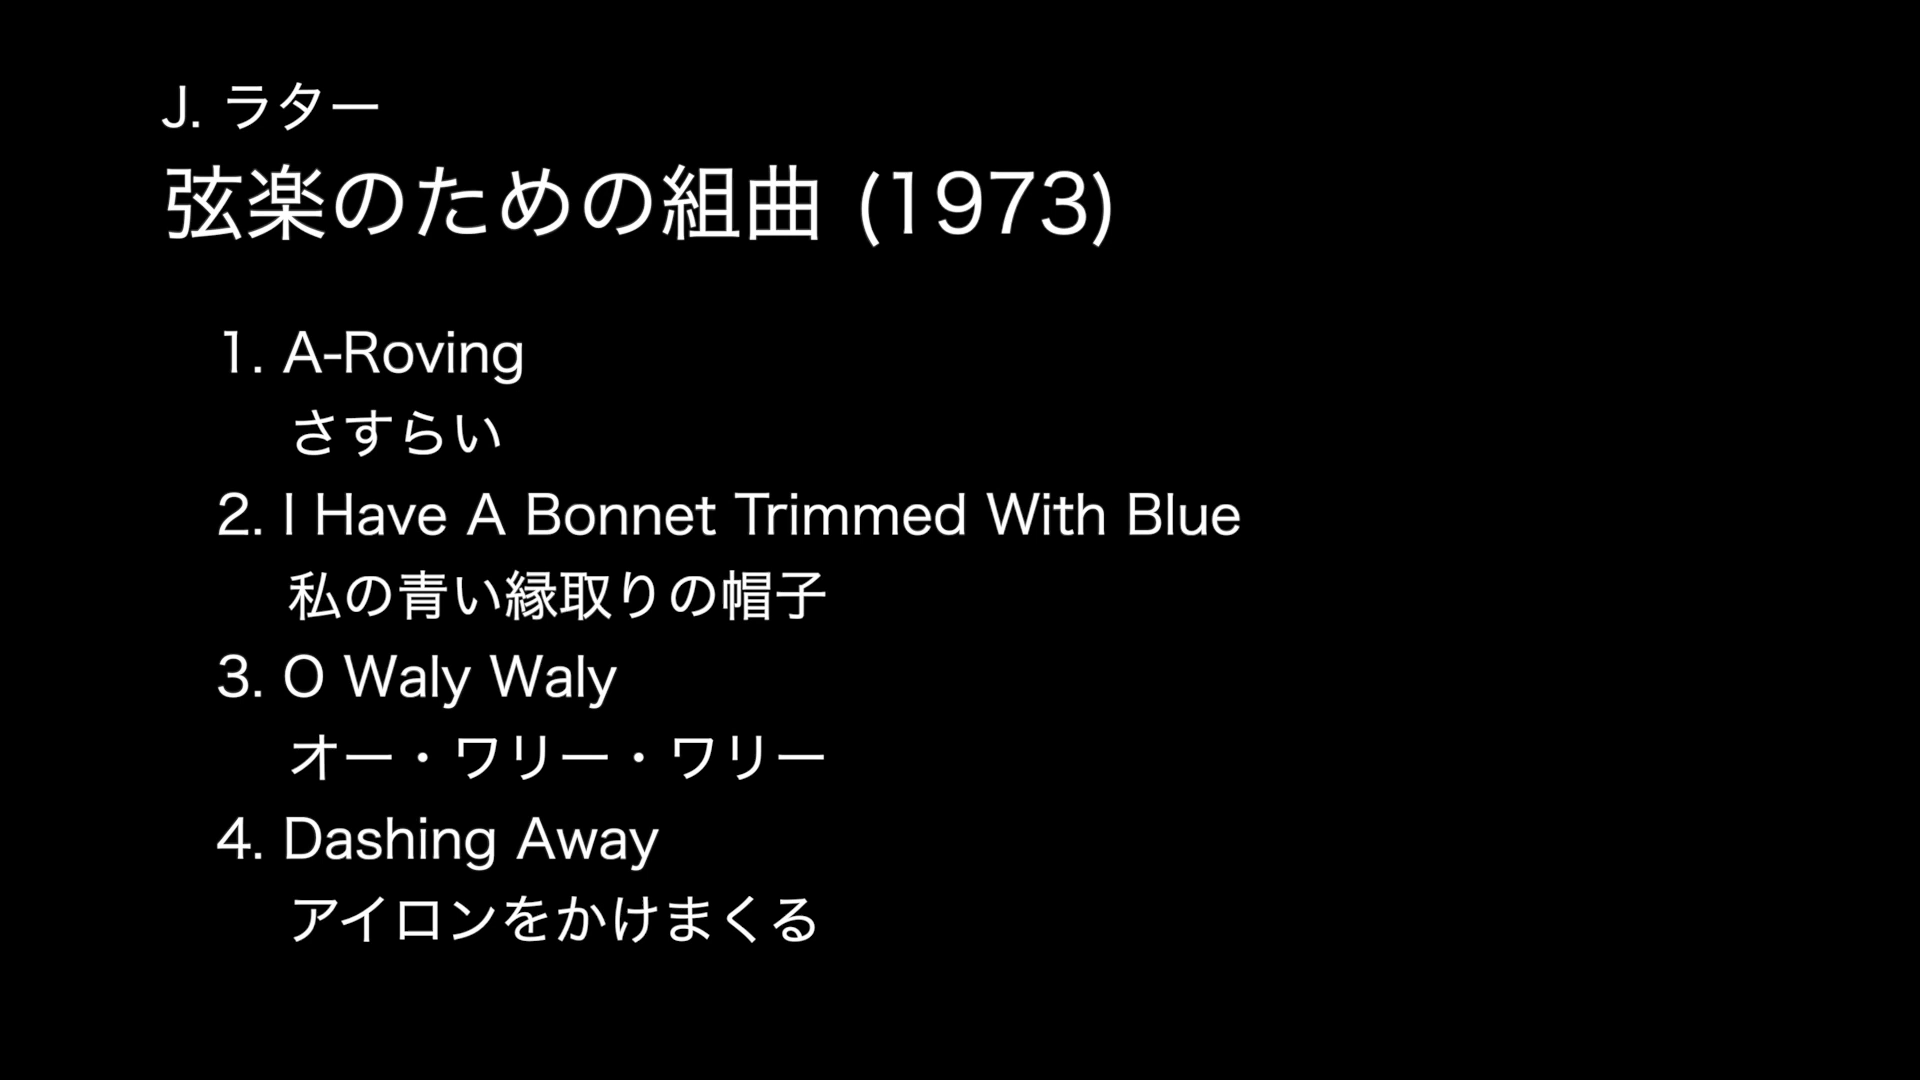 J. ラター
弦楽のための組曲 (1973)
1. A-Roving
さすらい
2. I Have A Bonnet Trimmed With Blue
私の青い縁取りの帽子
3. O Waly Waly
オー・ワリー・ワリー
4. Dashing Away
アイロンをかけまくる